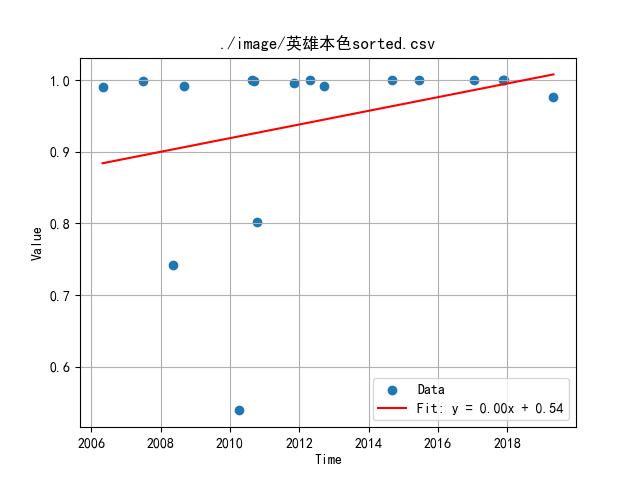 ./image/英雄本色sorted.csv
1.0
0.9
0.8
0.7
0.6
Value
2006 2008 2010 2012 2014 2016 2018
Time
Data
Fit: y = 0.00x + 0.54